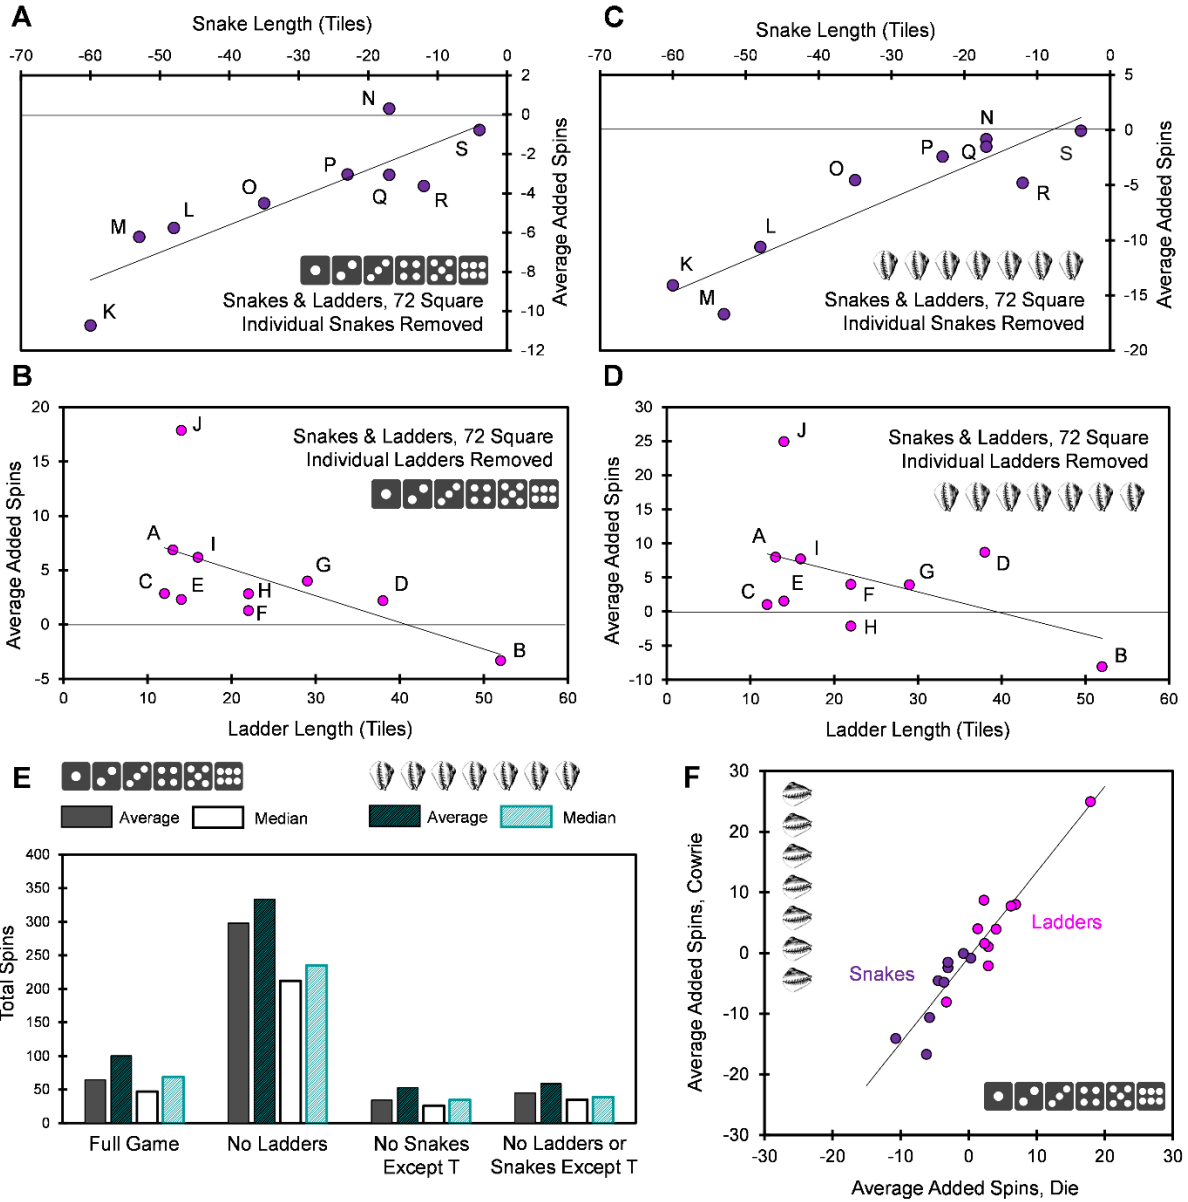 A
Snake Length (Tiles)
-70 -60 -50 -40 -30 -20 -10 0
2
0
-2
-4
-6
-8
-10
-12
Average Added Spins
N
S
P
Q
R
O
L
M
K
Snakes & Ladders, 72 Square
Individual Snakes Removed
C
Snake Length (Tiles)
-70 -60 -50 -40 -30 -20 -10 0
5
0
-5
-10
-15
-20
Average Added Spins
N
P
Q
S
O
R
L
K
M
Snakes & Ladders, 72 Square
Individual Snakes Removed
B
20
15
10
5
0
-5
Average Added Spins
J
Snakes & Ladders, 72 Square
Individual Ladders Removed
A
I
G
C
E
H
D
F
B
0 10 20 30 40 50 60
Ladder Length (Tiles)
D
30
25
20
15
10
5
0
-5
-10
Average Added Spins
J
Snakes & Ladders, 72 Square
Individual Ladders Removed
A
I
D
G
E
C
F
H
B
0 10 20 30 40 50 60
Ladder Length (Tiles)
E
Average Median
Average Median
400
350
300
250
200
150
100
50
0
Total Spins
Full Game
No Ladders
No Snakes
Except T
No Ladders or
Snakes Except T
F
30
20
10
0
-10
-20
-30
Average Added Spins, Cowrie
Ladders
Snakes
-30 -20 -10 0 10 20 30
Average Added Spins, Die